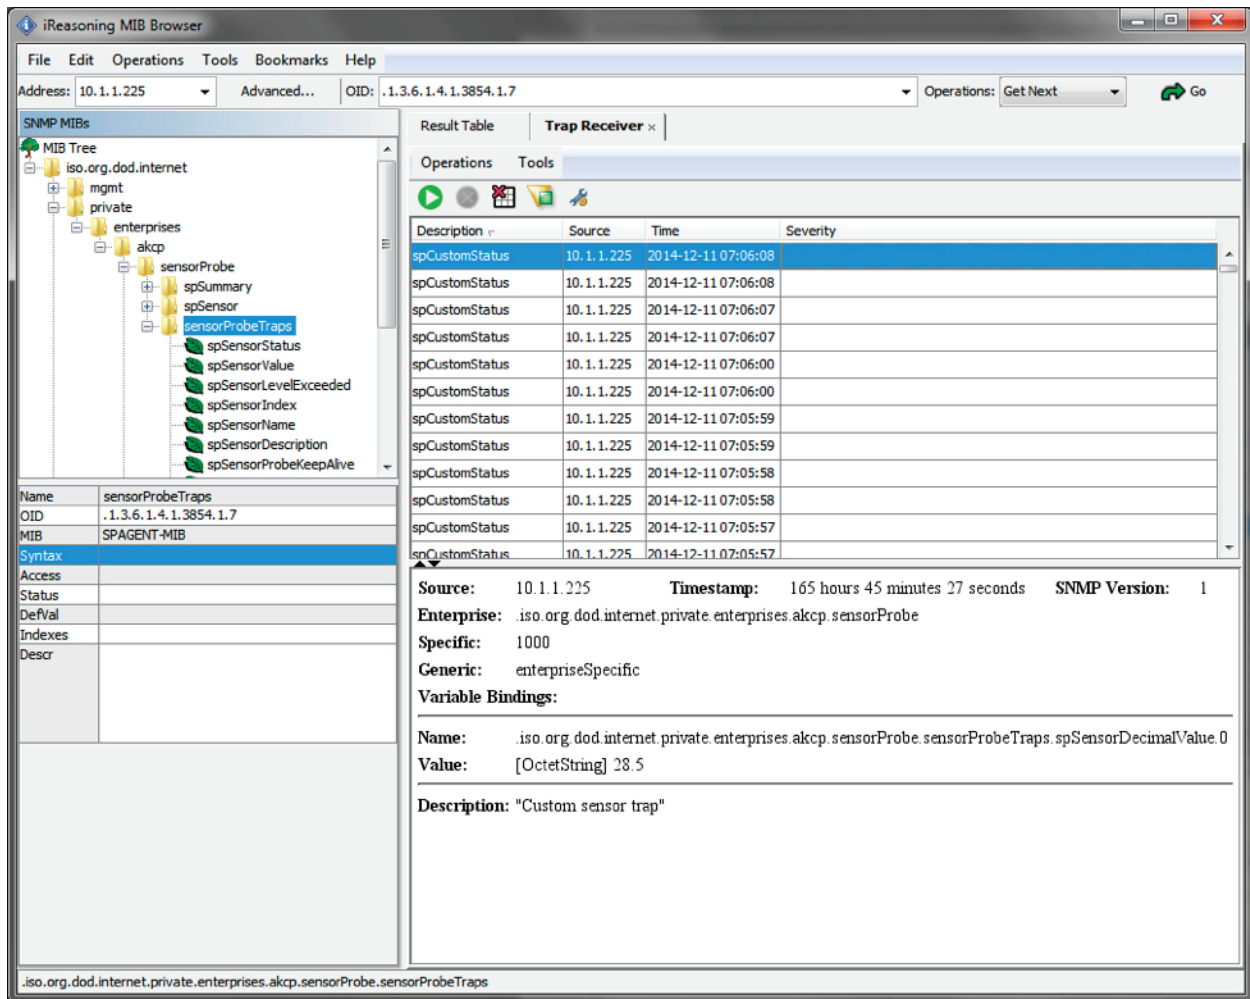 iReasoning MIB Browser
File Edit Operations Tools Bookmarks Help
Address: 10.1.1.225 Advanced... OID: .1.3.6.1.4.1.3854.1.7 Operations: Get Next Go
SNMP MIBs
MIB Tree
iso.org.dod.internet
mgmt
private
enterprises
akcp
sensorProbe
spSummary
spSensor
sensorProbeTraps
spSensorStatus
spSensorValue
spSensorLevelExceeded
spSensorIndex
spSensorName
spSensorDescription
spSensorProbeKeepAlive
Name sensorProbeTraps
OID .1.3.6.1.4.1.3854.1.7
MIB SPAGENT-MIB
Syntax
Access
Status
DefVal
Indexes
Descr
Result Table Trap Receiver ×
Operations Tools
Description Source Time Severity
spCustomStatus 10.1.1.225 2014-12-11 07:06:08
spCustomStatus 10.1.1.225 2014-12-11 07:06:08
spCustomStatus 10.1.1.225 2014-12-11 07:06:07
spCustomStatus 10.1.1.225 2014-12-11 07:06:07
spCustomStatus 10.1.1.225 2014-12-11 07:06:00
spCustomStatus 10.1.1.225 2014-12-11 07:06:00
spCustomStatus 10.1.1.225 2014-12-11 07:05:59
spCustomStatus 10.1.1.225 2014-12-11 07:05:59
spCustomStatus 10.1.1.225 2014-12-11 07:05:58
spCustomStatus 10.1.1.225 2014-12-11 07:05:58
spCustomStatus 10.1.1.225 2014-12-11 07:05:57
spCustomStatus 10.1.1.225 2014-12-11 07:05:57
Source: 10.1.1.225 Timestamp: 165 hours 45 minutes 27 seconds SNMP Version: 1
Enterprise: .iso.org.dod.internet.private.enterprises.akcp.sensorProbe
Specific: 1000
Generic: enterpriseSpecific
Variable Bindings:
Name: .iso.org.dod.internet.private.enterprises.akcp.sensorProbe.sensorProbeTraps.spSensorDecimalValue.0
Value: [OctetString] 28.5
Description: "Custom sensor trap"
.iso.org.dod.internet.private.enterprises.akcp.sensorProbe.sensorProbeTraps